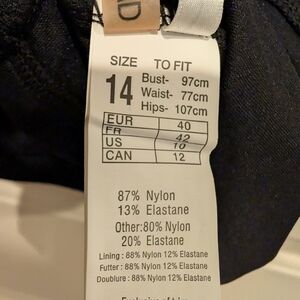 SIZE TO FIT
14 Bust- 97cm
Waist- 77cm
Hips- 107cm
EUR 40
FR 42
US 10
CAN 12
87% Nylon
13% Elastane
Other:80% Nylon
20% Elastane
Lining : 88% Nylon 12% Elastane
Futter : 88% Nylon 12% Elastane
Doublure : 88% Nylon 12% Elastane